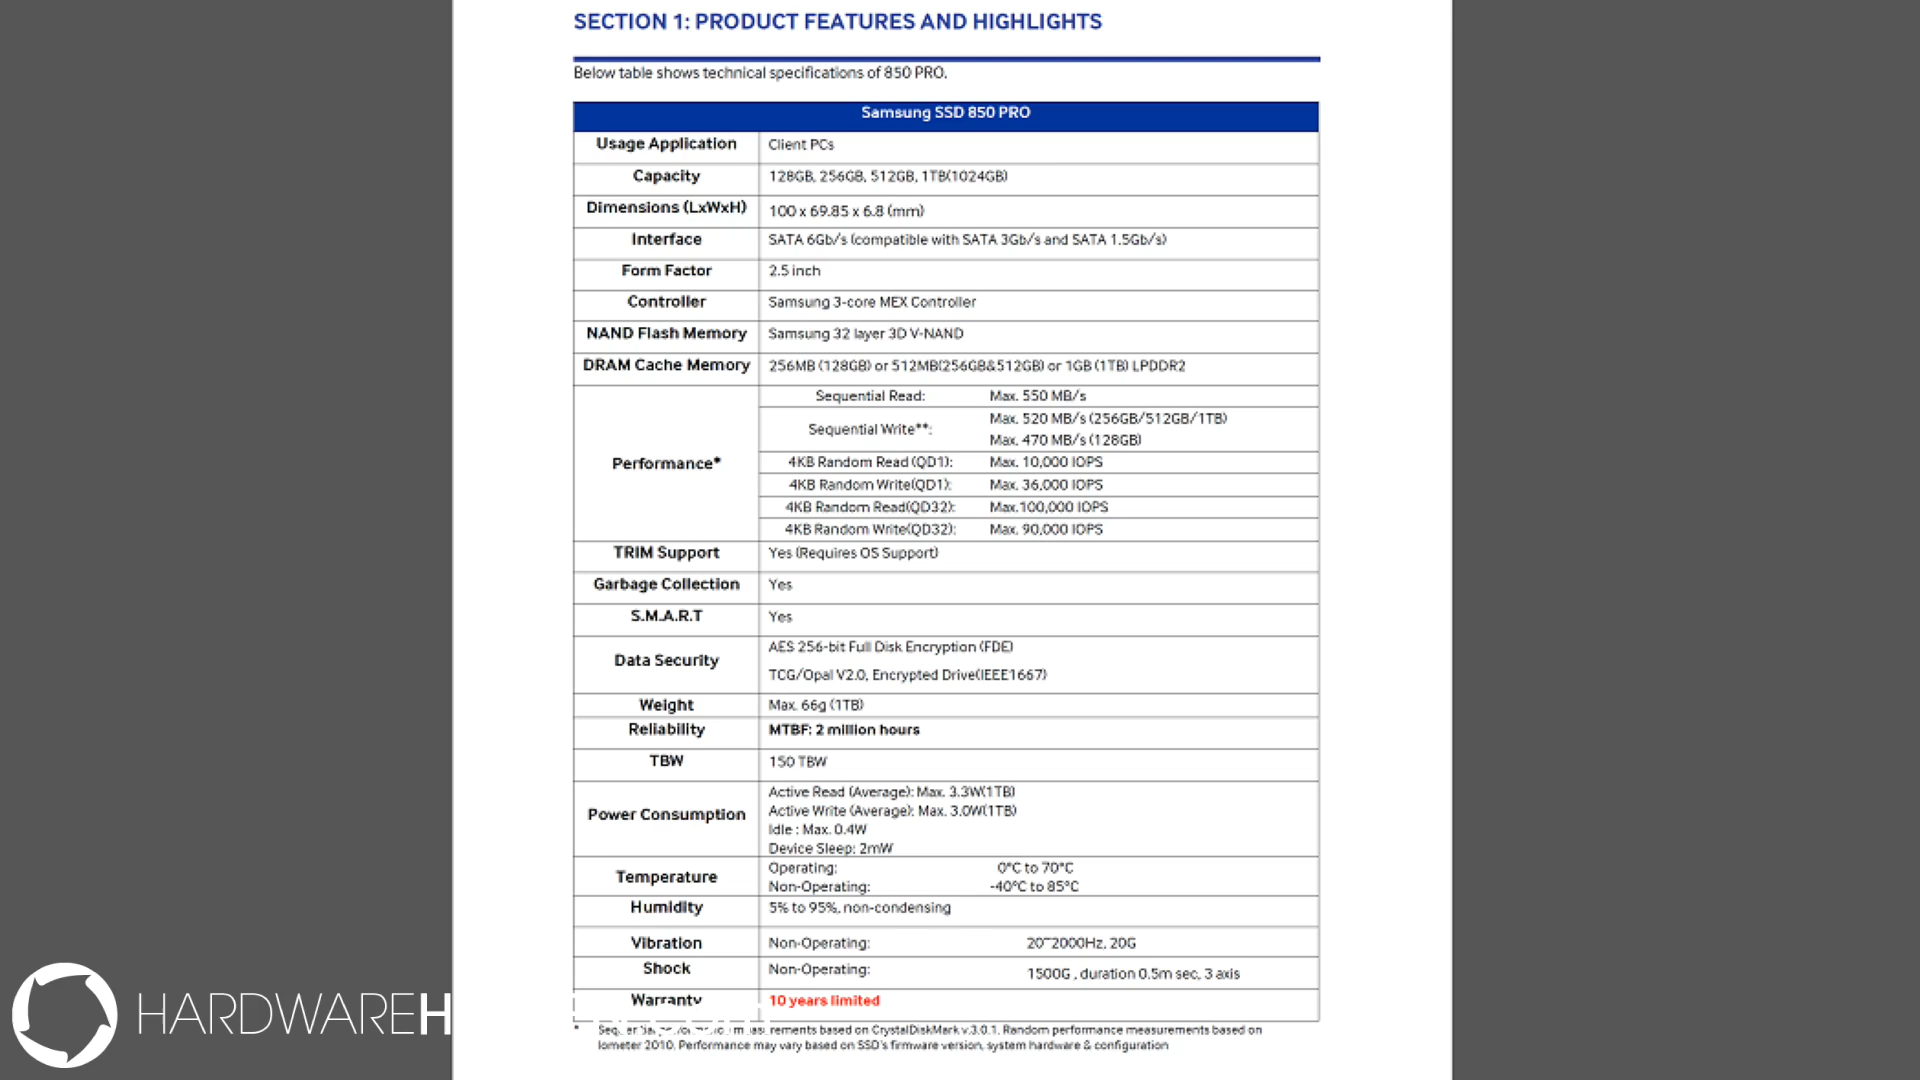 SECTION 1: PRODUCT FEATURES AND HIGHLIGHTS
Below table shows technical specifications of 850 PRO.
Samsung SSD 850 PRO
Usage Application Client PCs
Capacity 128GB, 256GB, 512GB, 1TB(1024GB)
Dimensions (LxWxH) 100 x 69.85 x 6.8 (mm)
Interface SATA 6Gb/s (compatible with SATA 3Gb/s and SATA 1.5Gb/s)
Form Factor 2.5 inch
Controller Samsung 3-core MEX Controller
NAND Flash Memory Samsung 32 layer 3D V-NAND
DRAM Cache Memory 256MB (128GB) or 512MB(256GB&512GB) or 1GB (1TB) LPDDR2
Performance*
Sequential Read: Max. 550 MB/s
Sequential Write**: Max. 520 MB/s (256GB/512GB/1TB)
Max. 470 MB/s (128GB)
4KB Random Read (QD1): Max. 10,000 IOPS
4KB Random Write(QD1): Max. 36,000 IOPS
4KB Random Read(QD32): Max.100,000 IOPS
4KB Random Write(QD32): Max. 90,000 IOPS
TRIM Support Yes (Requires OS Support)
Garbage Collection Yes
S.M.A.R.T Yes
Data Security AES 256-bit Full Disk Encryption (FDE)
TCG/Opal V2.0, Encrypted Drive(IEEE1667)
Weight Max. 66g (1TB)
Reliability MTBF: 2 million hours
TBW 150 TBW
Power Consumption Active Read (Average): Max. 3.3W(1TB)
Active Write (Average): Max. 3.0W(1TB)
Idle : Max. 0.4W
Device Sleep: 2mW
Temperature Operating: 0°C to 70°C
Non-Operating: -40°C to 85°C
Humidity 5% to 95%, non-condensing
Vibration Non-Operating: 20~2000Hz, 20G
Shock Non-Operating: 1500G , duration 0.5m sec, 3 axis
Warranty 10 years limited
* measurements based on CrystalDiskMark v.3.0.1. Random performance measurements based on
Iometer 2010. Performance may vary based on SSD's firmware version, system hardware & configuration
HARDWAREH